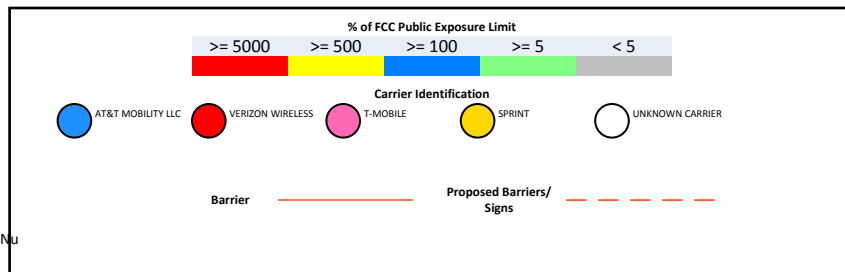 % of FCC Public Exposure Limit
>= 5000 >= 500 >= 100 >= 5 < 5
Carrier Identification
AT&T MOBILITY LLC VERIZON WIRELESS T-MOBILE SPRINT UNKNOWN CARRIER
Barrier Proposed Barriers/
Signs
Nu